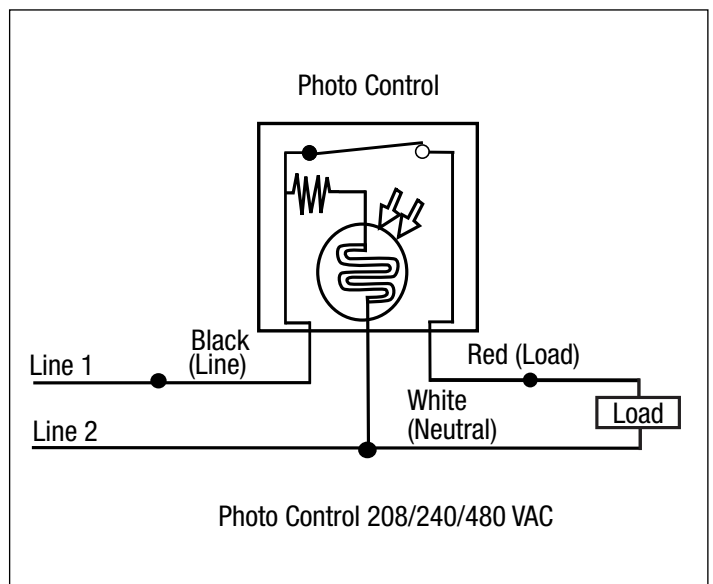 Photo Control
Black
(Line)
Line 1
Red (Load)
White
(Neutral)
Load
Line 2
Photo Control 208/240/480 VAC